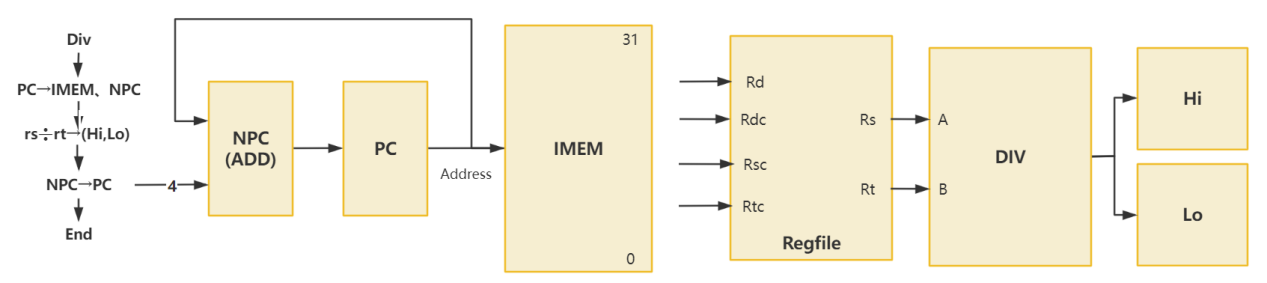 Div
PC→IMEM、NPC
rs÷rt→(Hi,Lo)
NPC→PC
End
4
NPC
(ADD)
PC
Address
31
IMEM
0
Rd
Rdc
Rsc
Rtc
Rs
Rt
Regfile
A
B
DIV
Hi
Lo